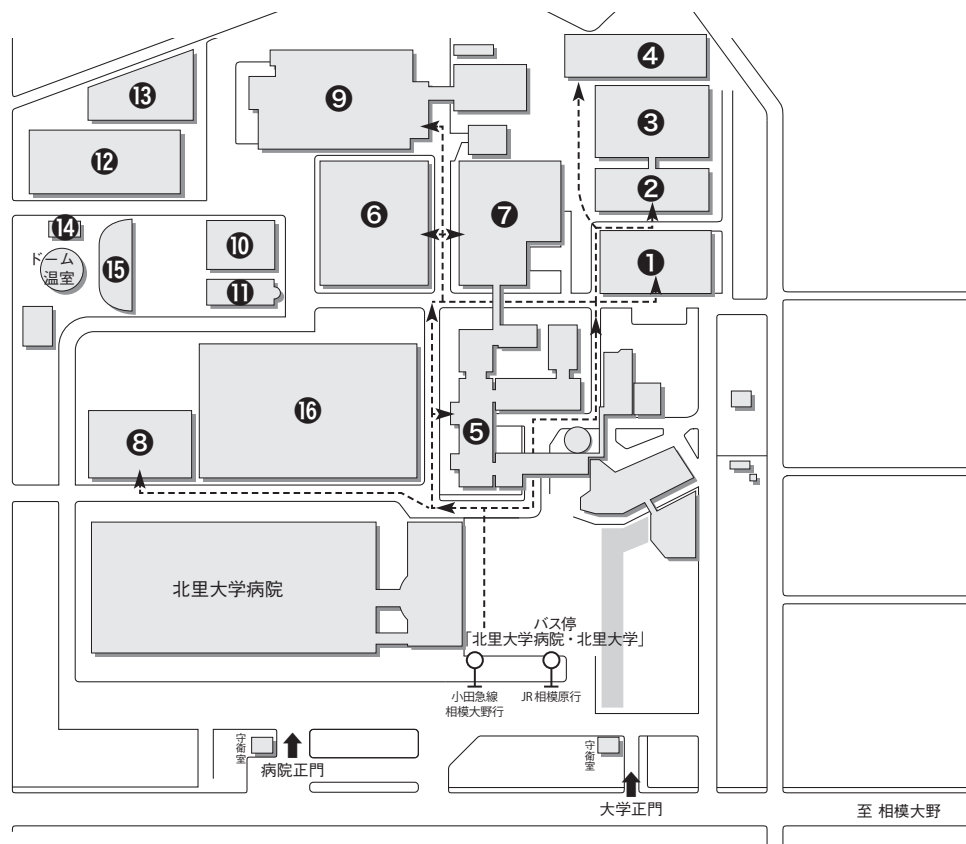 ❹
❾
⓭
❸
⓬
❷
❻
❼
⓮
❿
ドーム
温室
⓯
❶
⓫
⓰
❺
❽
北里大学病院
バス停
「北里大学病院・北里大学」
小田急線
相模大野行
JR相模原行
守衛室
病院正門
守衛室
大学正門
至 相模大野